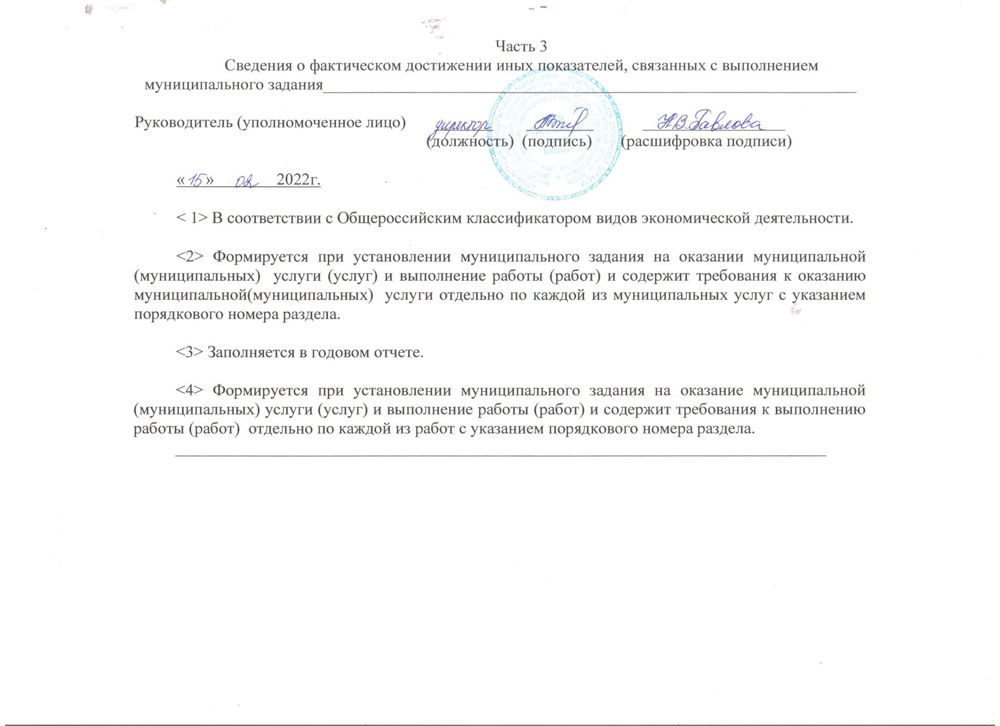 Часть 3
Сведения о фактическом достижении иных показателей, связанных с выполнением
муниципального задания
Руководитель (уполномоченное лицо) директор Н.В.Павлова
(должность) (подпись) (расшифровка подписи)
«15» 02 2022г.
< 1> В соответствии с Общероссийским классификатором видов экономической деятельности.
<2> Формируется при установлении муниципального задания на оказании муниципальной
(муниципальных) услуги (услуг) и выполнение работы (работ) и содержит требования к оказанию
муниципальной(муниципальных) услуги отдельно по каждой из муниципальных услуг с указанием
порядкового номера раздела.
<3> Заполняется в годовом отчете.
<4> Формируется при установлении муниципального задания на оказание муниципальной
(муниципальных) услуги (услуг) и выполнение работы (работ) и содержит требования к выполнению
работы (работ) отдельно по каждой из работ с указанием порядкового номера раздела.